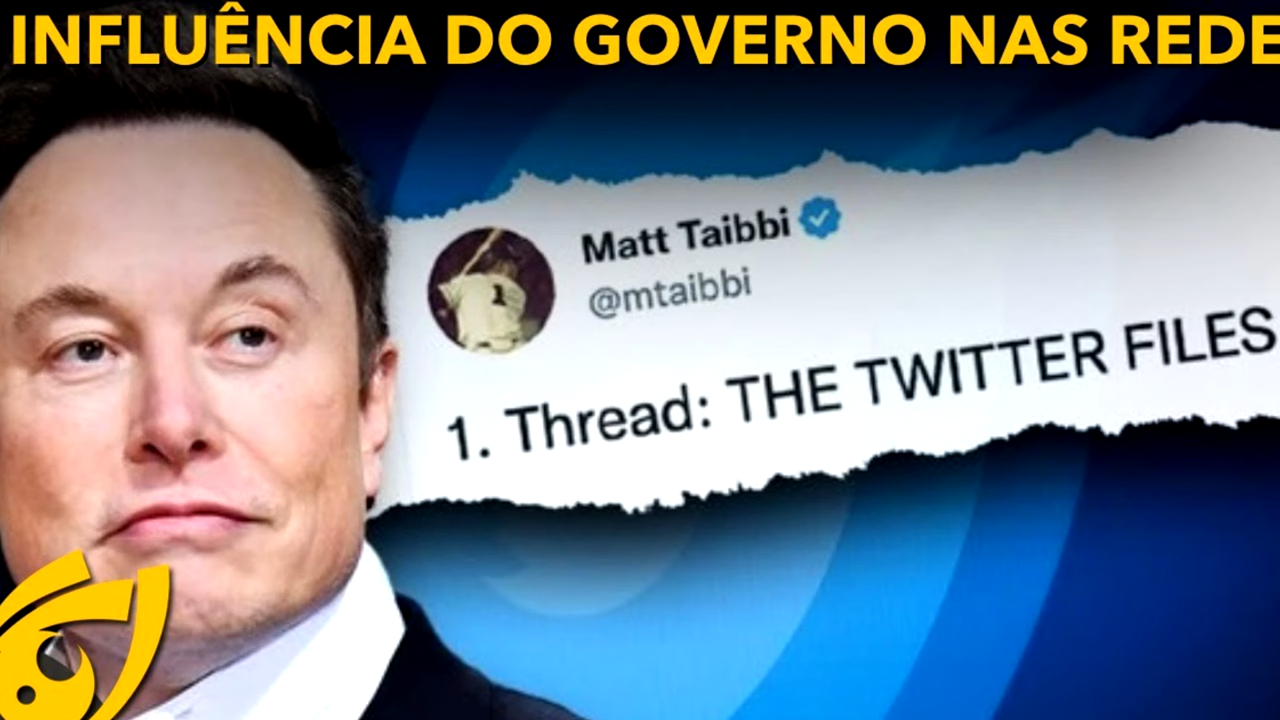 INFLUÊNCIA DO GOVERNO NAS REDE
Matt Taibbi
@mtaibbi
1. Thread: THE TWITTER FILES